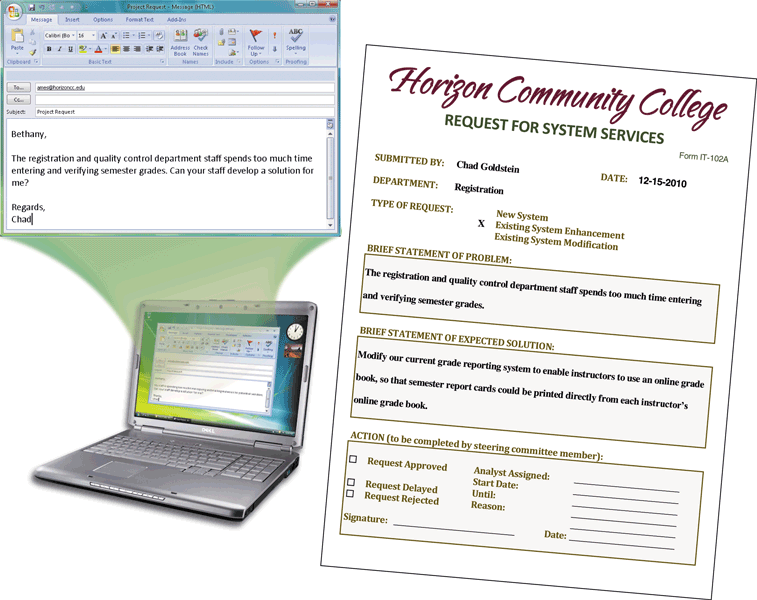 Project Request - Message (HTML)
Message Insert Options Format Text Add-Ins
Calibri (Bo 16
Paste
Address Book
Check Names
Follow Up
Spelling
Clipboard Basic Text Names Include Options Proofing
To... ames@horizoncc.edu
Cc...
Subject: Project Request
Bethany,
The registration and quality control department staff spends too much time
entering and verifying semester grades. Can your staff develop a solution for
me?
Regards,
Chad
DELL
Horizon Community College
REQUEST FOR SYSTEM SERVICES
Form IT-102A
SUBMITTED BY: Chad Goldstein
DATE: 12-15-2010
DEPARTMENT: Registration
TYPE OF REQUEST:
New System
X Existing System Enhancement
Existing System Modification
BRIEF STATEMENT OF PROBLEM:
The registration and quality control department staff spends too much time entering
and verifying semester grades.
BRIEF STATEMENT OF EXPECTED SOLUTION:
Modify our current grade reporting system to enable instructors to use an online grade
book, so that semester report cards could be printed directly from each instructor's
online grade book.
ACTION (to be completed by steering committee member):
Request Approved Analyst Assigned:
Start Date:
Request Delayed Until:
Request Rejected Reason:
Signature: Date: